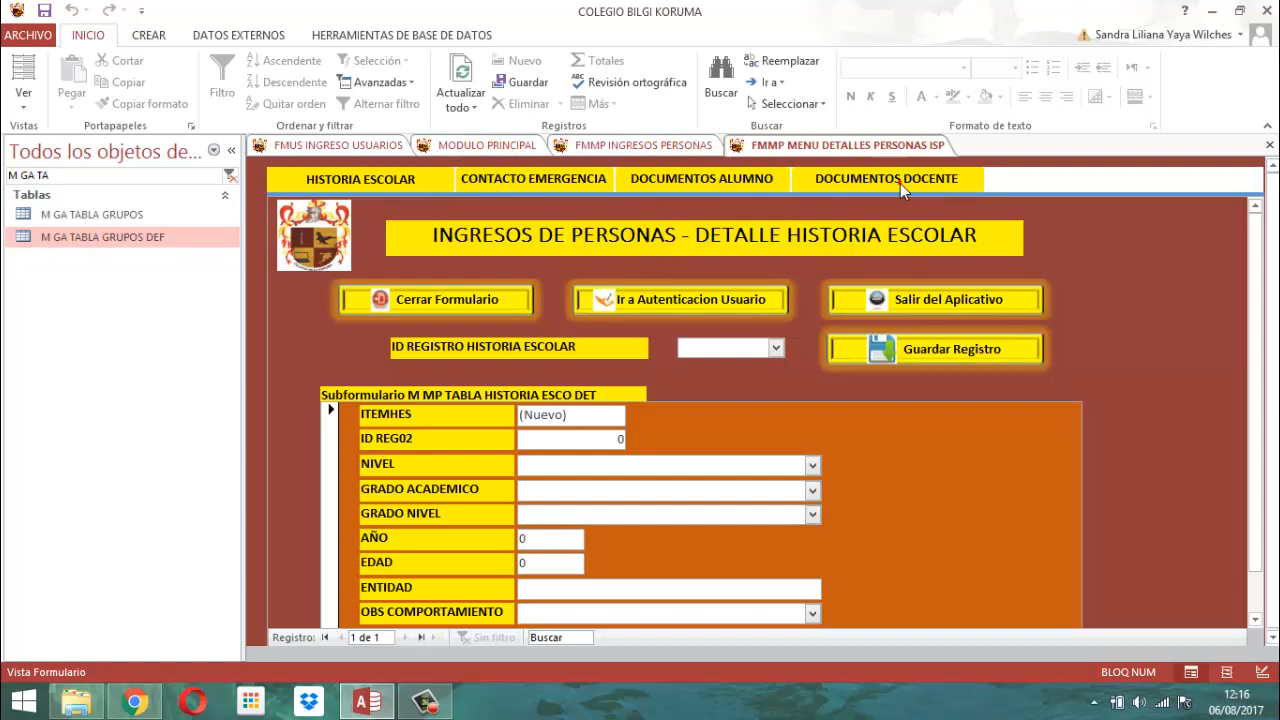 COLEGIO BILGI KORUMA
ARCHIVO INICIO CREAR DATOS EXTERNOS HERRAMIENTAS DE BASE DE DATOS
Sandra Liliana Yaya Wilches
Ver
Vistas
Pegar
Cortar
Copiar
Copiar formato
Portapapeles
Filtro
Ascendente
Descendente
Quitar orden
Selección
Avanzadas
Alternar filtro
Ordenar y filtrar
Actualizar
todo
Nuevo
Guardar
Eliminar
Totales
Revisión ortográfica
Más
Registros
Buscar
Reemplazar
Ir a
Seleccionar
Buscar
N K S
A
Formato de texto
Todos los objetos de...
M GA TA
Tablas
M GA TABLA GRUPOS
M GA TABLA GRUPOS DEF
FMUS INGRESO USUARIOS MODULO PRINCIPAL FMMP INGRESOS PERSONAS FMMP MENU DETALLES PERSONAS ISP
HISTORIA ESCOLAR CONTACTO EMERGENCIA DOCUMENTOS ALUMNO DOCUMENTOS DOCENTE
INGRESOS DE PERSONAS - DETALLE HISTORIA ESCOLAR
Cerrar Formulario Ir a Autenticacion Usuario Salir del Aplicativo
ID REGISTRO HISTORIA ESCOLAR Guardar Registro
Subformulario M MP TABLA HISTORIA ESCO DET
ITEMHES (Nuevo)
ID REG02 0
NIVEL
GRADO ACADEMICO
GRADO NIVEL
AÑO 0
EDAD 0
ENTIDAD
OBS COMPORTAMIENTO
Registro: 1 de 1 Sin filtro Buscar
Vista Formulario BLOQ NUM
12:16
06/08/2017